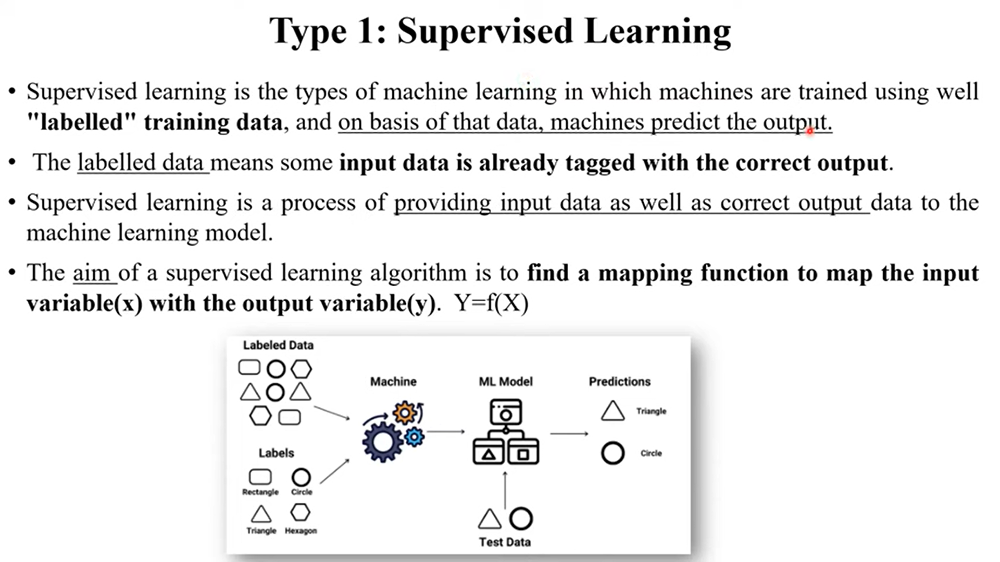 Type 1: Supervised Learning
• Supervised learning is the types of machine learning in which machines are trained using well
"labelled" training data, and on basis of that data, machines predict the output.
• The labelled data means some input data is already tagged with the correct output.
• Supervised learning is a process of providing input data as well as correct output data to the
machine learning model.
• The aim of a supervised learning algorithm is to find a mapping function to map the input
variable(x) with the output variable(y). Y=f(X)
Labeled Data
Machine
ML Model
Predictions
Triangle
Circle
Labels
Rectangle Circle
Triangle Hexagon
Test Data